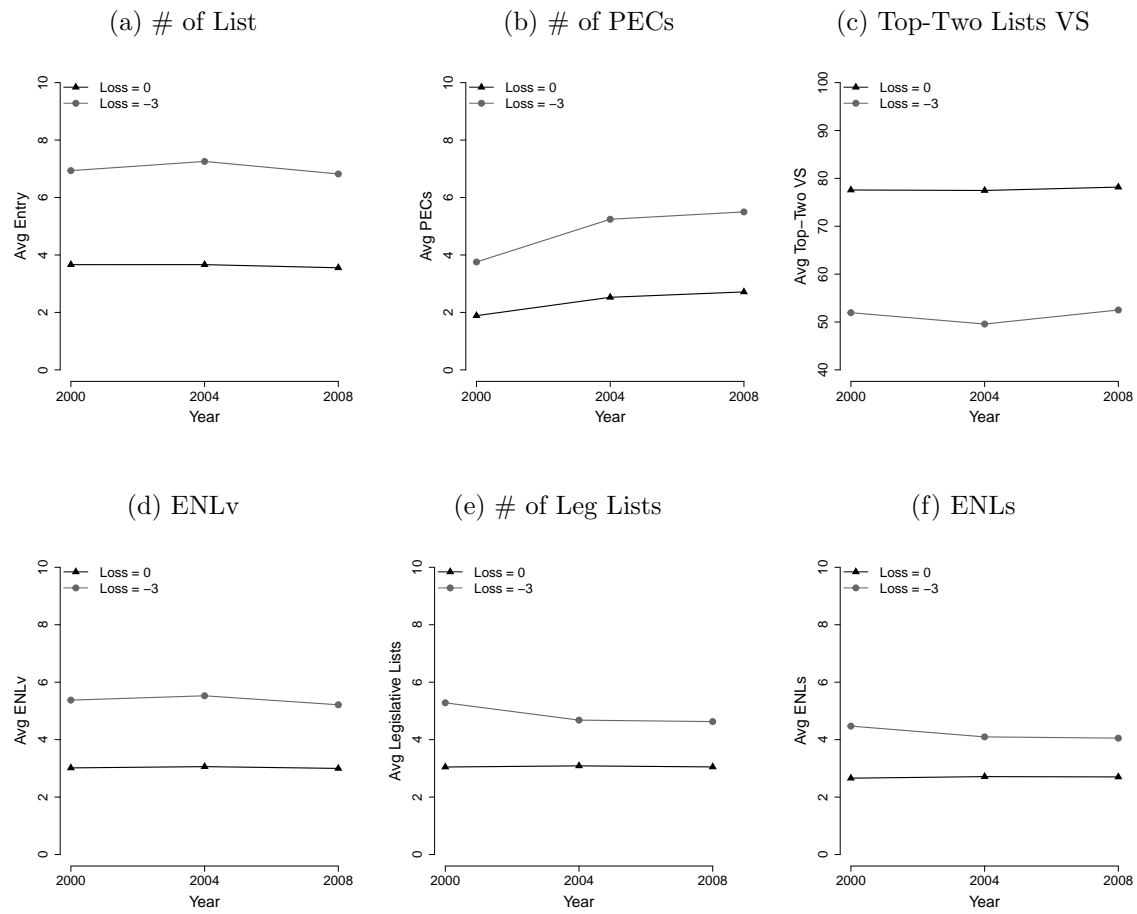 (a) # of List
Loss = 0
Loss = −3
Avg Entry
0 2 4 6 8 10
2000 2004 2008
Year
(b) # of PECs
Loss = 0
Loss = −3
Avg PECs
0 2 4 6 8 10
2000 2004 2008
Year
(c) Top-Two Lists VS
Loss = 0
Loss = −3
Avg Top−Two VS
40 50 60 70 80 90 100
2000 2004 2008
Year
(d) ENLv
Loss = 0
Loss = −3
Avg ENLv
0 2 4 6 8 10
2000 2004 2008
Year
(e) # of Leg Lists
Loss = 0
Loss = −3
Avg Legislative Lists
0 2 4 6 8 10
2000 2004 2008
Year
(f) ENLs
Loss = 0
Loss = −3
Avg ENLs
0 2 4 6 8 10
2000 2004 2008
Year